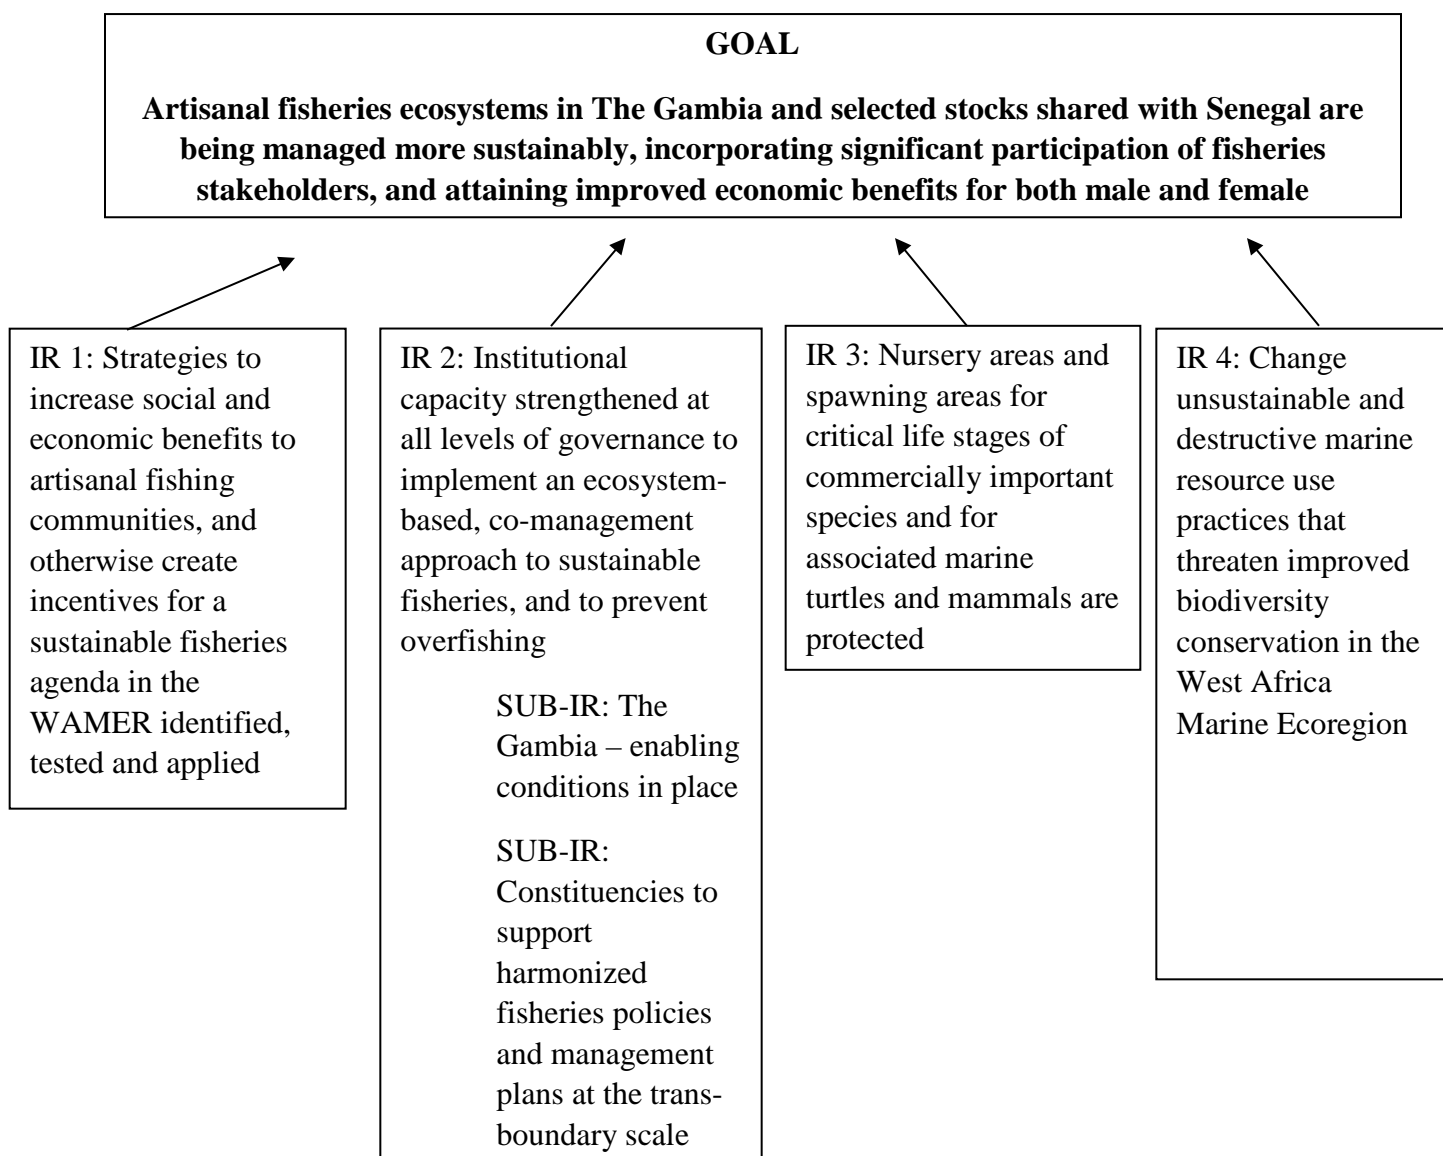 GOAL
Artisanal fisheries ecosystems in The Gambia and selected stocks shared with Senegal are
being managed more sustainably, incorporating significant participation of fisheries
stakeholders, and attaining improved economic benefits for both male and female
IR 1: Strategies to
increase social and
economic benefits to
artisanal fishing
communities, and
otherwise create
incentives for a
sustainable fisheries
agenda in the
WAMER identified,
tested and applied
IR 2: Institutional
capacity strengthened at
all levels of governance to
implement an ecosystem-
based, co-management
approach to sustainable
fisheries, and to prevent
overfishing
SUB-IR: The
Gambia – enabling
conditions in place
SUB-IR:
Constituencies to
support
harmonized
fisheries policies
and management
plans at the trans-
boundary scale
IR 3: Nursery areas and
spawning areas for
critical life stages of
commercially important
species and for
associated marine
turtles and mammals are
protected
IR 4: Change
unsustainable and
destructive marine
resource use
practices that
threaten improved
biodiversity
conservation in the
West Africa
Marine Ecoregion